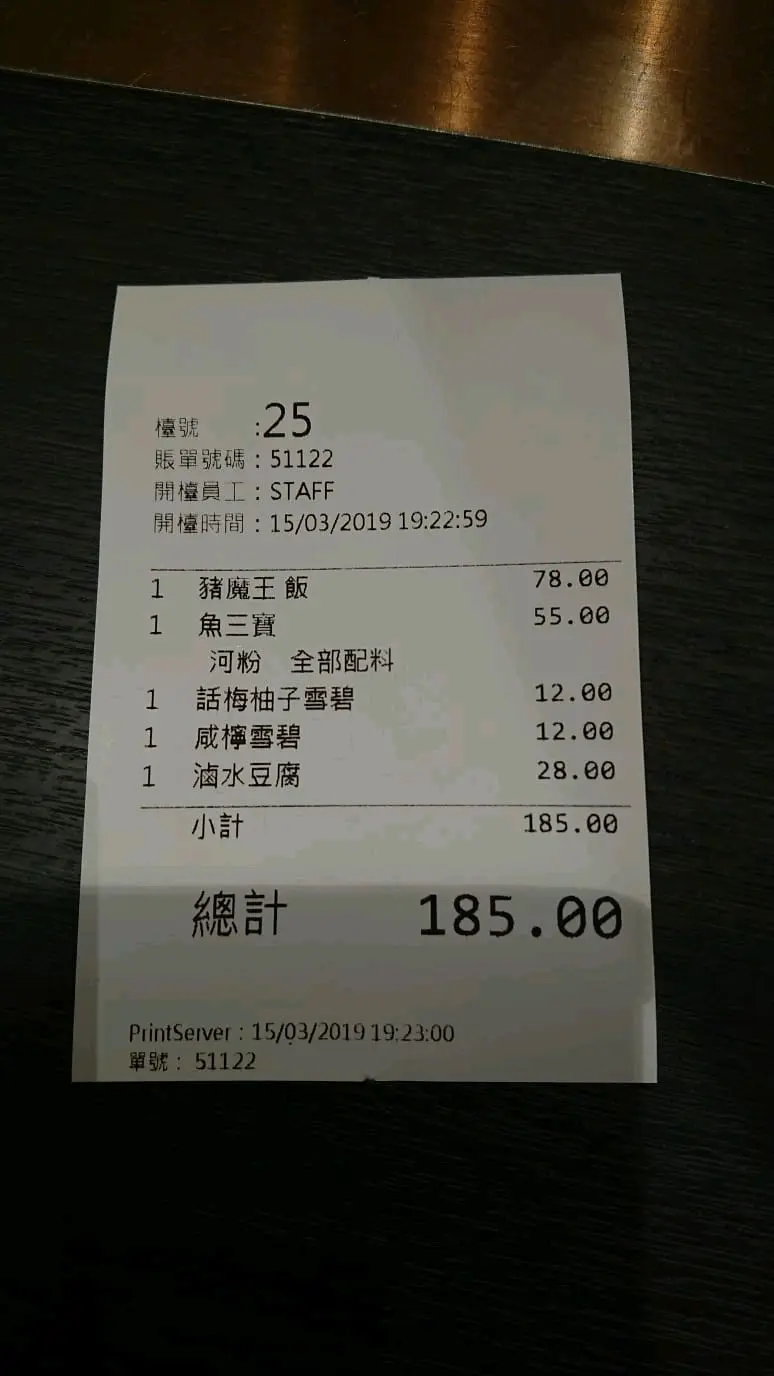 檯號 :25
賬單號碼 : 51122
開檯員工 : STAFF
開檯時間 : 15/03/2019 19:22:59
1 豬魔王 飯 78.00
1 魚三寶 55.00
河粉 全部配料
1 話梅柚子雪碧 12.00
1 咸檸雪碧 12.00
1 滷水豆腐 28.00
小計 185.00
總計 185.00
PrintServer : 15/03/2019 19:23:00
單號 : 51122